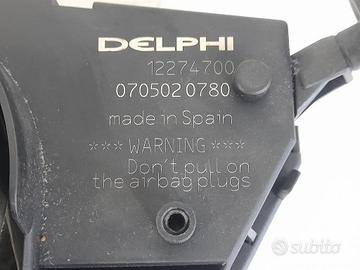 DELPHI
12274700
070502 0780
made in Spain
*** WARNING ***
Don't pull on
the airbag plugs
subito